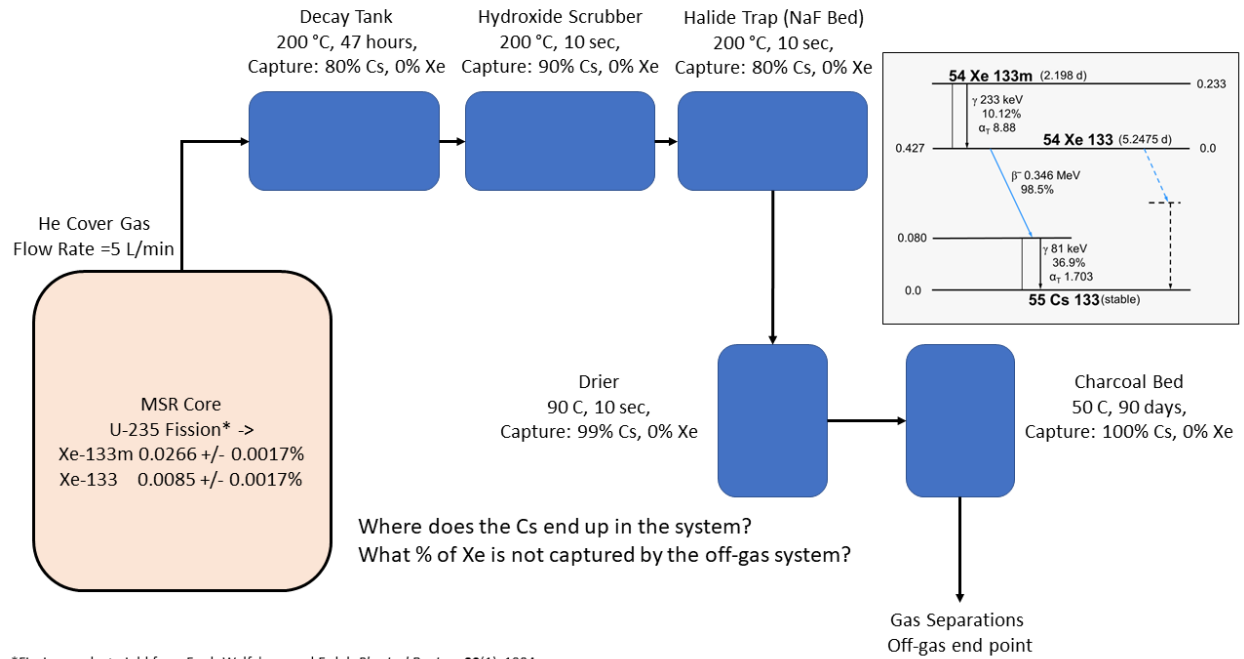 Decay Tank
200 °C, 47 hours,
Capture: 80% Cs, 0% Xe
Hydroxide Scrubber
200 °C, 10 sec,
Capture: 90% Cs, 0% Xe
Halide Trap (NaF Bed)
200 °C, 10 sec,
Capture: 80% Cs, 0% Xe
54 Xe 133m (2.198 d)
0.233
γ 233 keV
10.12%
αT 8.88
0.427
54 Xe 133 (5.2475 d)
0.0
β⁻ 0.346 MeV
98.5%
0.080
γ 81 keV
36.9%
αT 1.703
0.0
55 Cs 133(stable)
He Cover Gas
Flow Rate =5 L/min
MSR Core
U-235 Fission* ->
Xe-133m 0.0266 +/- 0.0017%
Xe-133 0.0085 +/- 0.0017%
Drier
90 C, 10 sec,
Capture: 99% Cs, 0% Xe
Charcoal Bed
50 C, 90 days,
Capture: 100% Cs, 0% Xe
Where does the Cs end up in the system?
What % of Xe is not captured by the off-gas system?
Gas Separations
Off-gas end point